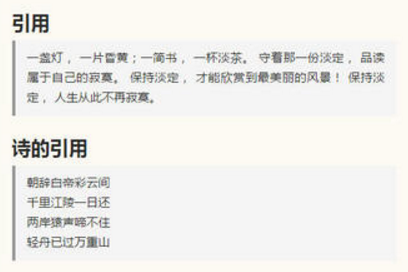 引用
一盏灯， 一片昏黄；一简书， 一杯淡茶。 守着那一份淡定， 品读
属于自己的寂寞。 保持淡定， 才能欣赏到最美丽的风景！ 保持淡
定， 人生从此不再寂寞。
诗的引用
朝辞白帝彩云间
千里江陵一日还
两岸猿声啼不住
轻舟已过万重山